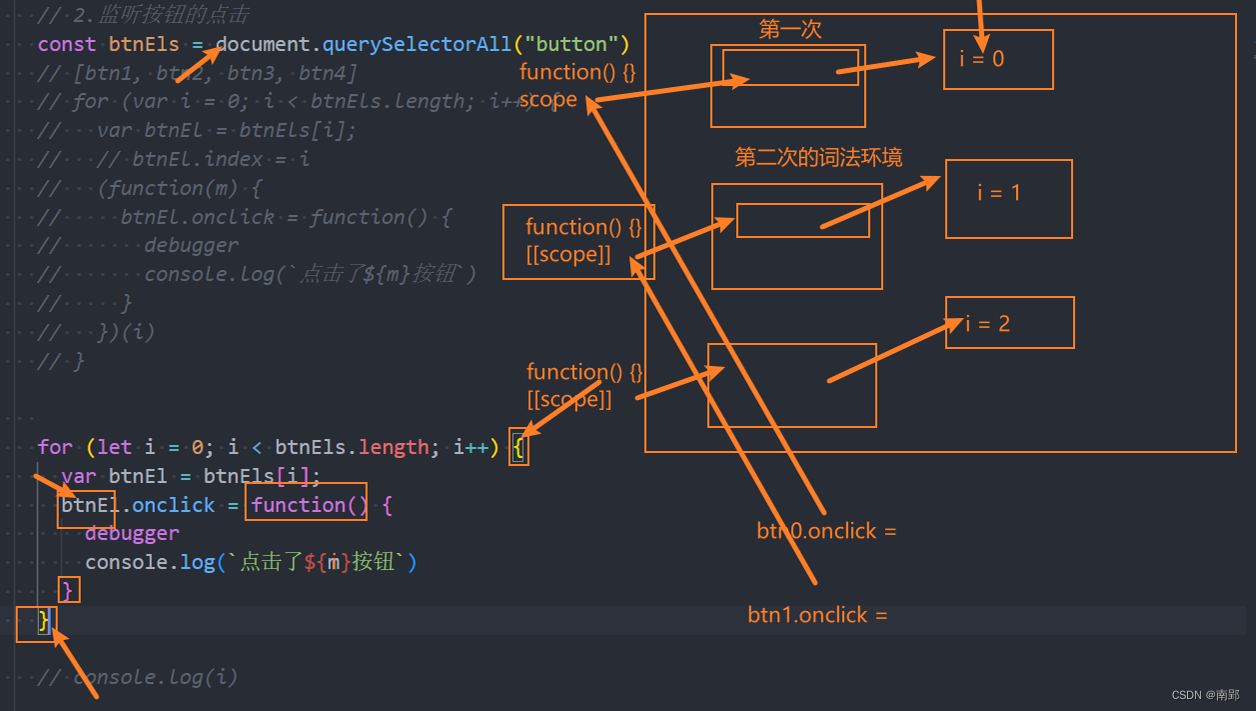 // 2.监听按钮的点击
const btnEls = document.querySelectorAll("button")
// [btn1, btn2, btn3, btn4]
// for (var i = 0; i < btnEls.length; i++) {
//   var btnEl = btnEls[i];
//   // btnEl.index = i
//   (function(m) {
//     btnEl.onclick = function() {
//       debugger
//       console.log(`点击了${m}按钮`)
//     }
//   })(i)
// }
for (let i = 0; i < btnEls.length; i++) {
var btnEl = btnEls[i];
btnEl.onclick = function() {
debugger
console.log(`点击了${m}按钮`)
}
}
// console.log(i)
第一次
function() {}
scope
i = 0
第二次的词法环境
function() {}
[[scope]]
i = 1
function() {}
[[scope]]
i = 2
btn0.onclick =
btn1.onclick =
CSDN @南郢